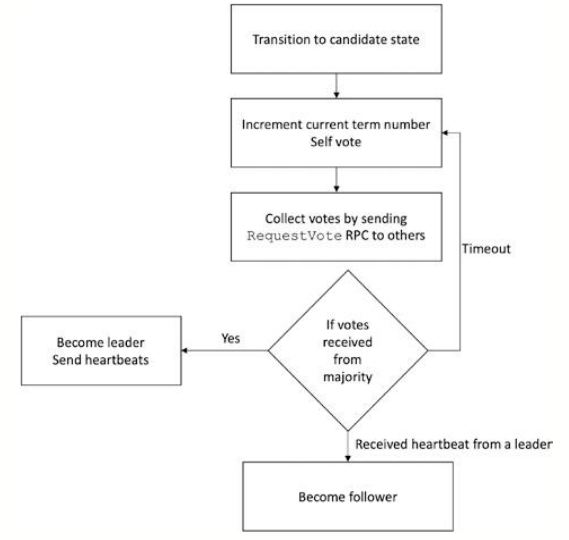 Transition to candidate state
Increment current term number
Self vote
Collect votes by sending
RequestVote RPC to others
Timeout
If votes
received
from
majority
Yes
Become leader
Send heartbeats
Received heartbeat from a leader
Become follower